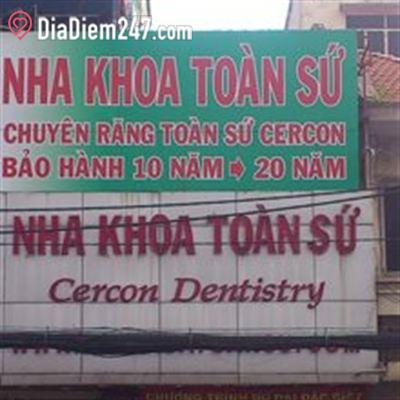 DiaDiem247.com
NHA KHOA TOÀN SỨ
CHUYÊN RĂNG TOÀN SỨ CERCON
BẢO HÀNH 10 NĂM ➔ 20 NĂM
NHA KHOA TOÀN SỨ
Cercon Dentistry